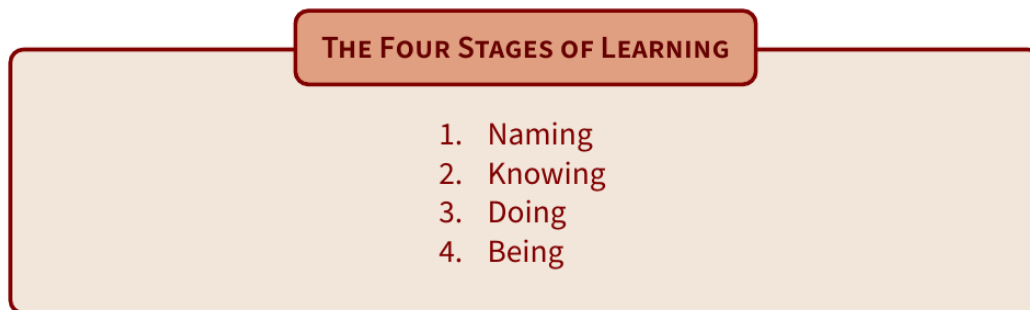 The Four Stages of Learning
1. Naming
2. Knowing
3. Doing
4. Being